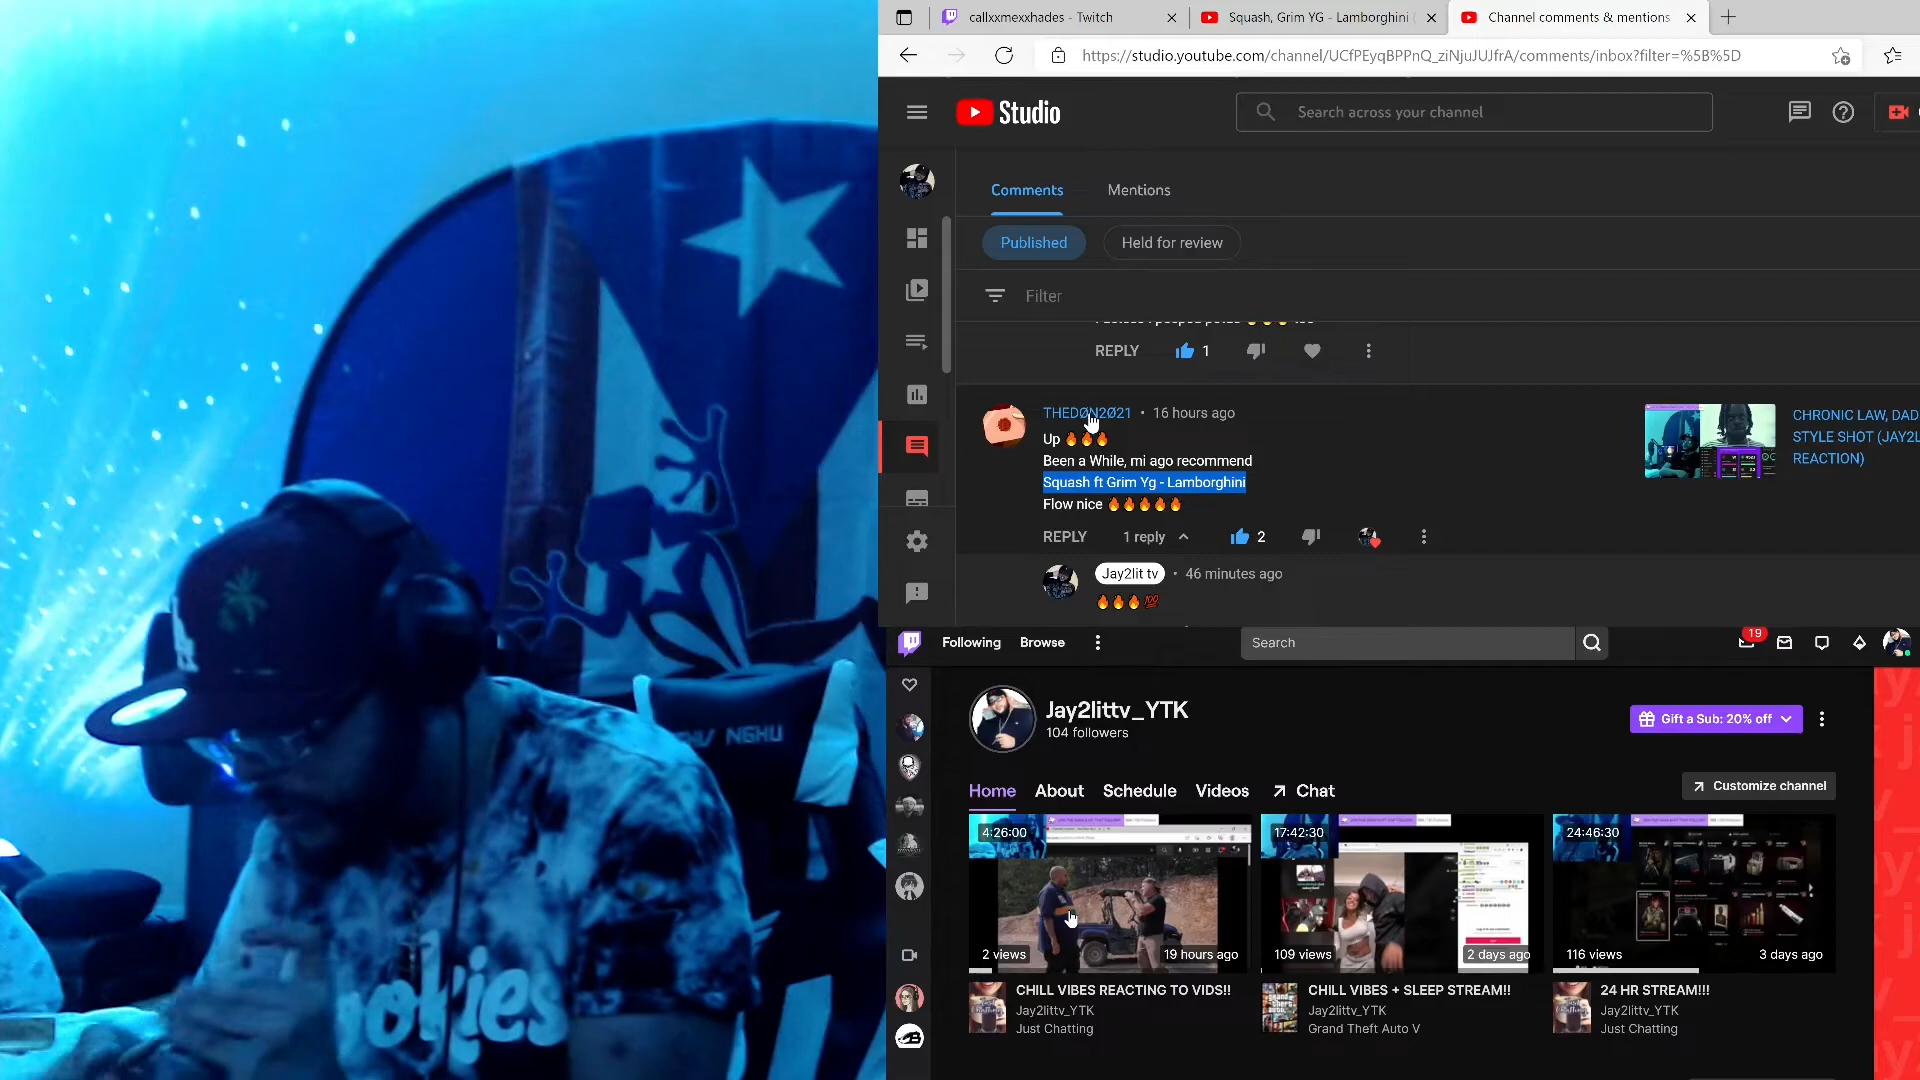 callxxmexxhades - Twitch
Squash, Grim YG - Lamborghini (
Channel comments & mentions
https://studio.youtube.com/channel/UCfPEyqBPPnQ_ziNjuJUJfrA/comments/inbox?filter=%5B%5D
Studio
Search across your channel
Comments
Mentions
Published
Held for review
Filter
REPLY
1
THEDØN2Ø21 • 16 hours ago
Up 🔥🔥🔥
Been a While, mi ago recommend
Squash ft Grim Yg - Lamborghini
Flow nice 🔥🔥🔥🔥🔥
REPLY
1 reply
2
CHRONIC LAW, DAD
STYLE SHOT (JAY2L
REACTION)
Jay2lit tv • 46 minutes ago
🔥🔥🔥💯
Following
Browse
Search
19
Jay2littv_YTK
104 followers
Gift a Sub: 20% off
Home
About
Schedule
Videos
Chat
Customize channel
4:26:00
2 views
19 hours ago
17:42:30
109 views
2 days ago
24:46:30
116 views
3 days ago
CHILL VIBES REACTING TO VIDS!!
Jay2littv_YTK
Just Chatting
CHILL VIBES + SLEEP STREAM!!
Jay2littv_YTK
Grand Theft Auto V
24 HR STREAM!!!
Jay2littv_YTK
Just Chatting